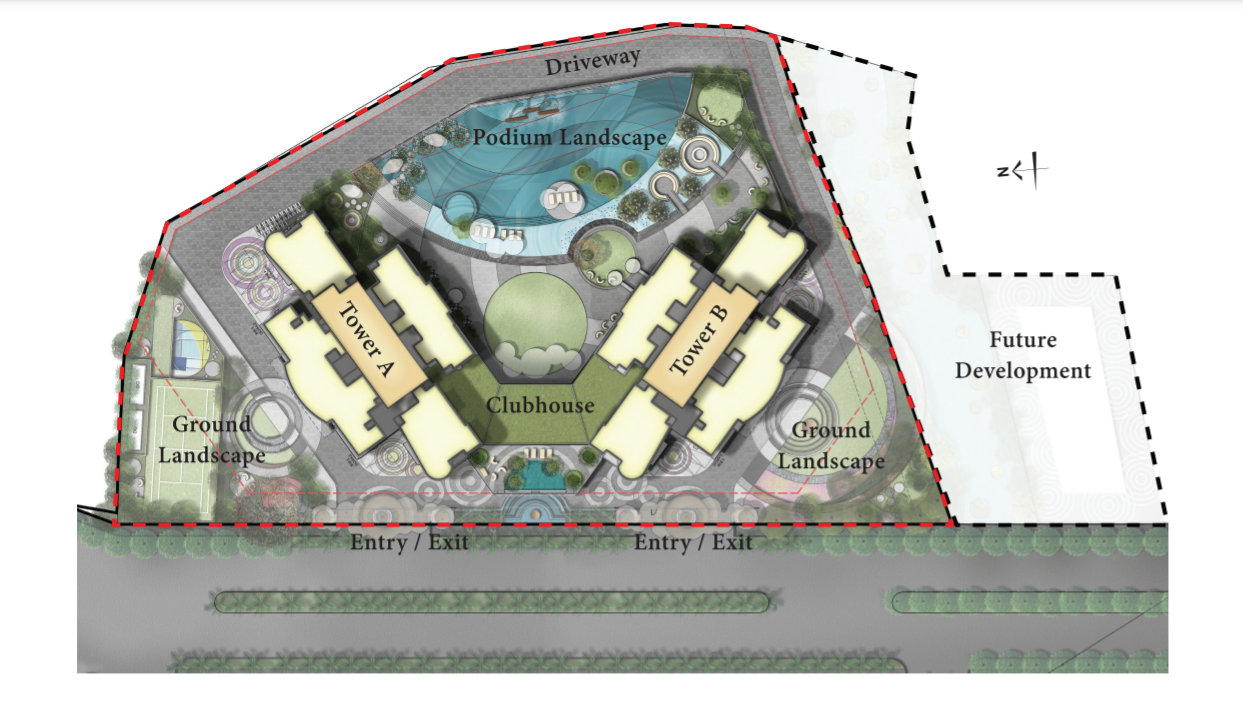 Driveway
Podium Landscape
N
Tower A
Tower B
Future
Development
Clubhouse
Ground
Landscape
Ground
Landscape
Entry / Exit
Entry / Exit